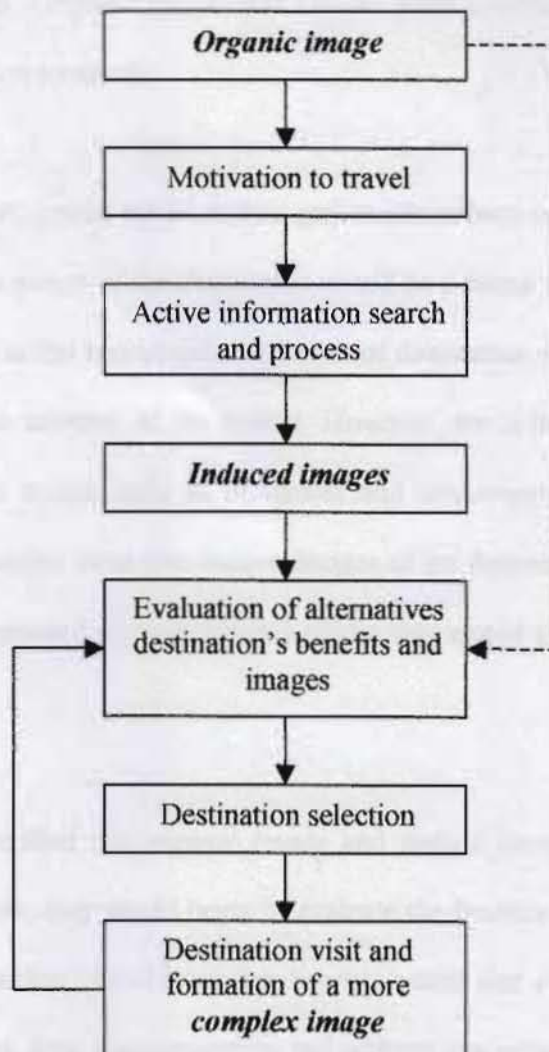 Organic image
Motivation to travel
Active information search
and process
Induced images
Evaluation of alternatives
destination's benefits and
images
Destination selection
Destination visit and
formation of a more
complex image